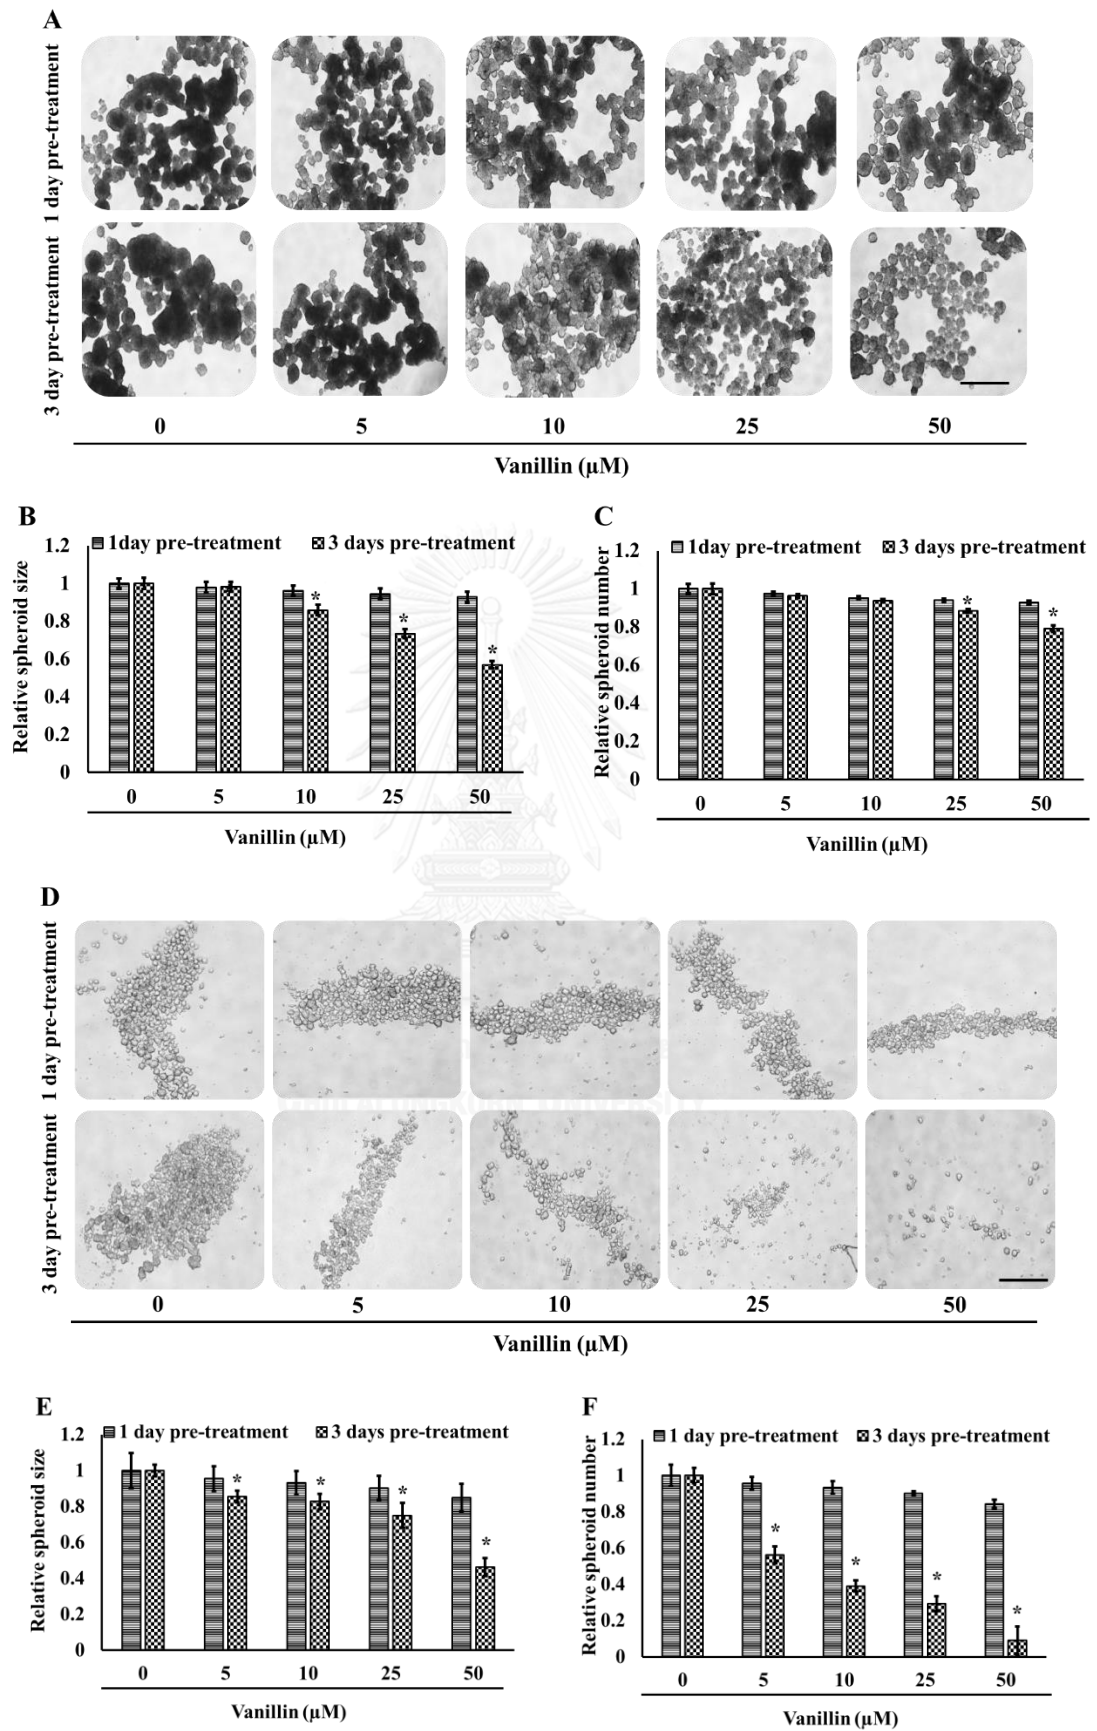 A
1 day pre-treatment
3 day pre-treatment
0 5 10 25 50
Vanillin (µM)
B
1day pre-treatment 3 days pre-treatment
Relative spheroid size
1.2
1
0.8
0.6
0.4
0.2
0
0 5 10 25 50
Vanillin (µM)
* * *
C
1day pre-treatment 3 days pre-treatment
Relative spheroid number
1.2
1
0.8
0.6
0.4
0.2
0
0 5 10 25 50
Vanillin (µM)
* *
D
1 day pre-treatment
3 day pre-treatment
CHULALONGKORN UNIVERSITY
0 5 10 25 50
Vanillin (µM)
E
1 day pre-treatment 3 days pre-treatment
Relative spheroid size
1.2
1
0.8
0.6
0.4
0.2
0
0 5 10 25 50
Vanillin (µM)
* * * *
F
1 day pre-treatment 3 days pre-treatment
Relative spheroid number
1.2
1
0.8
0.6
0.4
0.2
0
0 5 10 25 50
Vanillin (µM)
* * * *